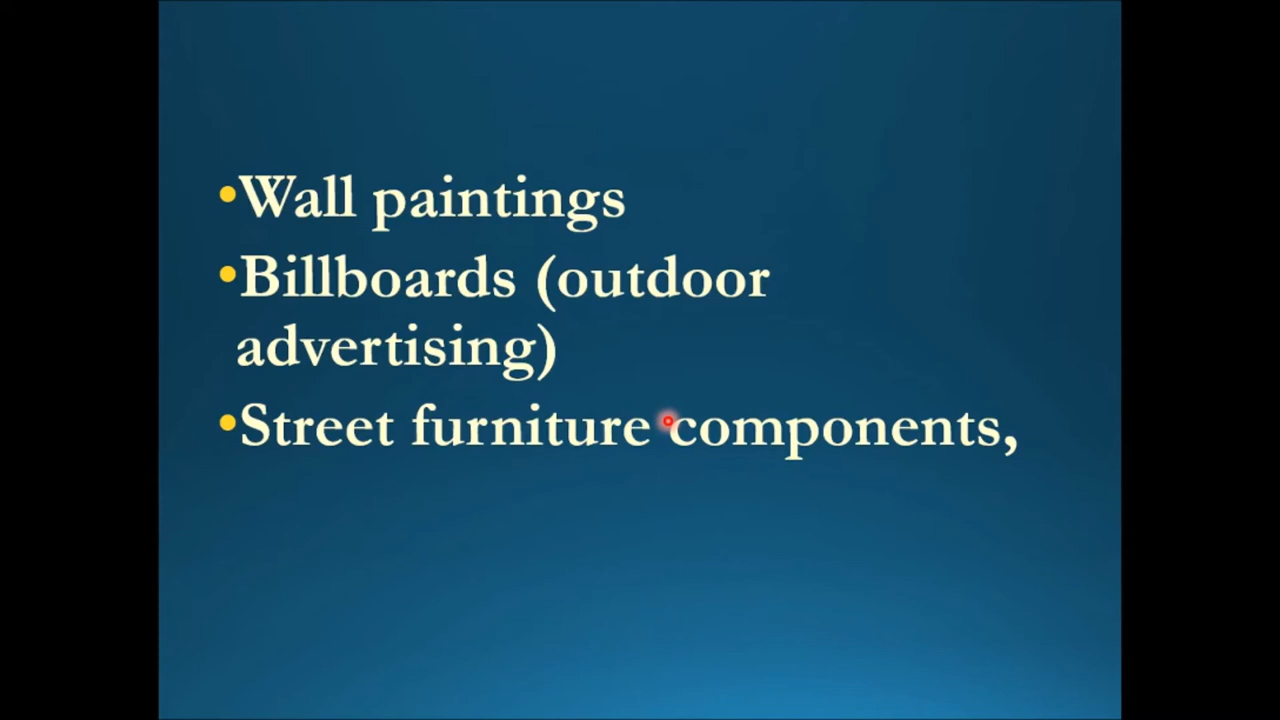 •Wall paintings
•Billboards (outdoor
advertising)
•Street furniture components,